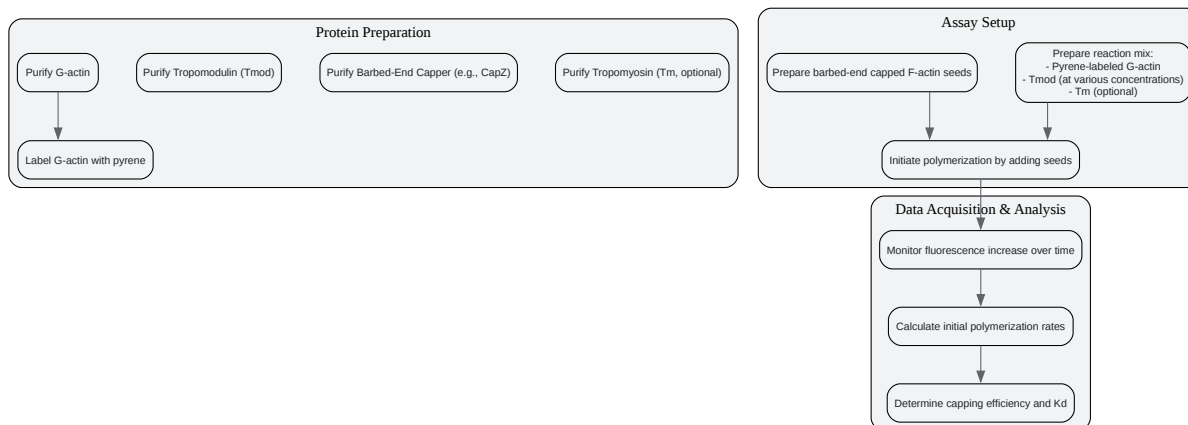 Protein Preparation
Purify G-actin
Purify Tropomodulin (Tmod)
Purify Barbed-End Capper (e.g., CapZ)
Purify Tropomyosin (Tm, optional)
Label G-actin with pyrene
Assay Setup
Prepare barbed-end capped F-actin seeds
Prepare reaction mix:
- Pyrene-labeled G-actin
- Tmod (at various concentrations)
- Tm (optional)
Initiate polymerization by adding seeds
Data Acquisition & Analysis
Monitor fluorescence increase over time
Calculate initial polymerization rates
Determine capping efficiency and Kd